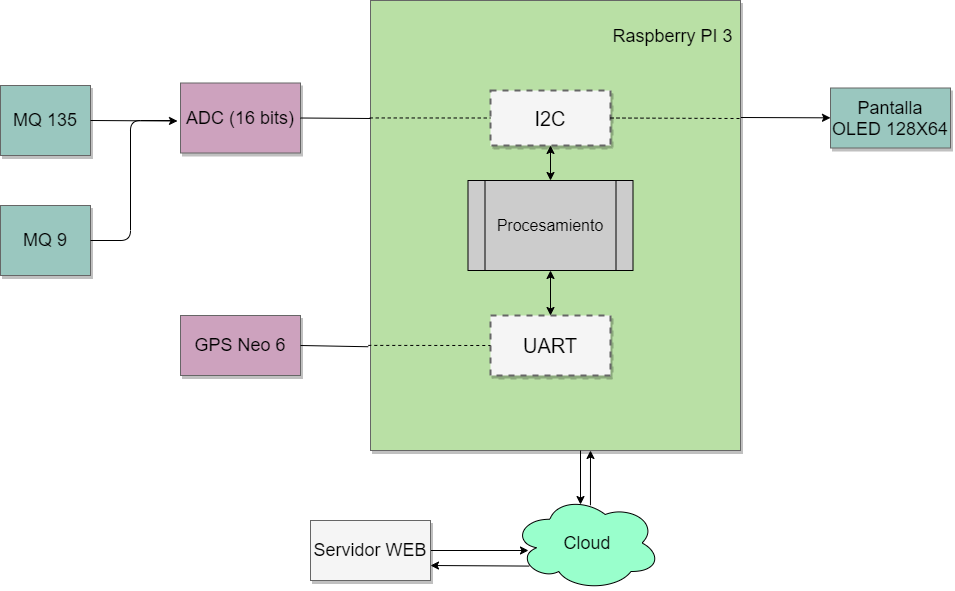 Raspberry PI 3
MQ 135
ADC (16 bits)
I2C
Pantalla
OLED 128X64
MQ 9
Procesamiento
GPS Neo 6
UART
Servidor WEB
Cloud